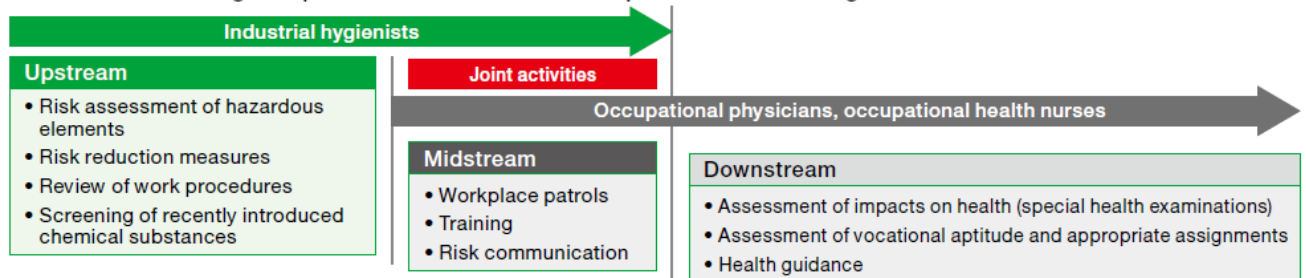 Industrial hygienists
Upstream
• Risk assessment of hazardous
elements
• Risk reduction measures
• Review of work procedures
• Screening of recently introduced
chemical substances
Joint activities
Occupational physicians, occupational health nurses
Midstream
• Workplace patrols
• Training
• Risk communication
Downstream
• Assessment of impacts on health (special health examinations)
• Assessment of vocational aptitude and appropriate assignments
• Health guidance